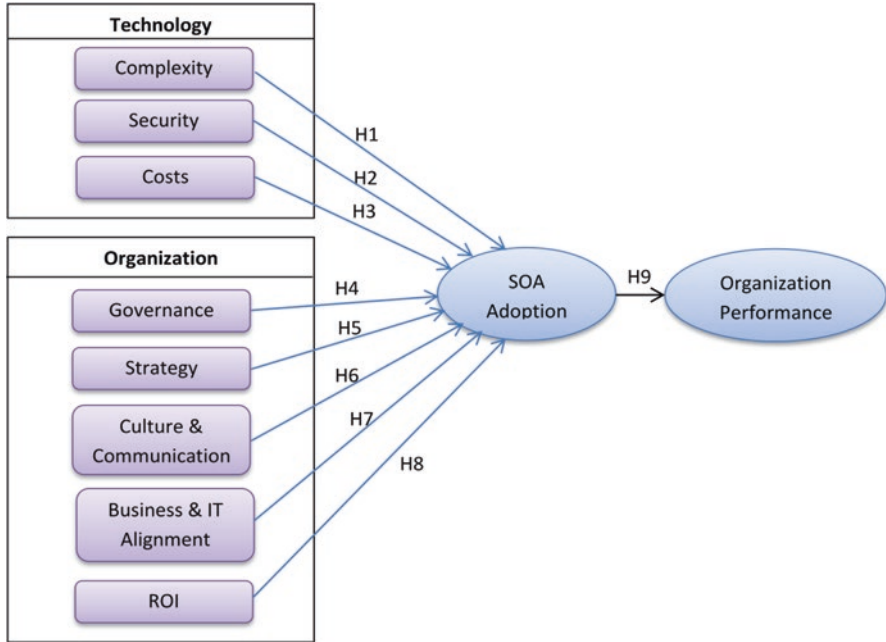 Technology
Complexity
Security
Costs
H1
H2
H3
Organization
Governance
Strategy
Culture &
Communication
Business & IT
Alignment
ROI
H4
H5
H6
H7
H8
SOA
Adoption
H9
Organization
Performance